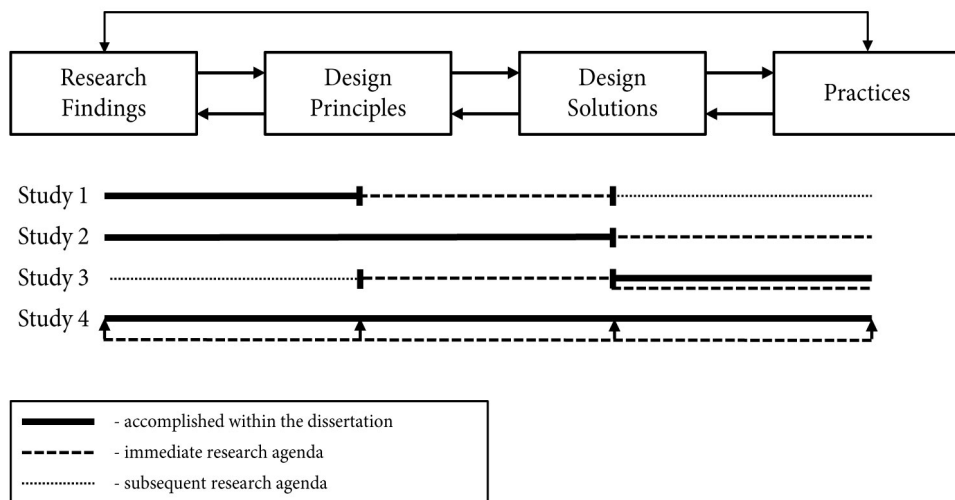 Research
Findings
Design
Principles
Design
Solutions
Practices
Study 1
Study 2
Study 3
Study 4
- accomplished within the dissertation
- immediate research agenda
- subsequent research agenda